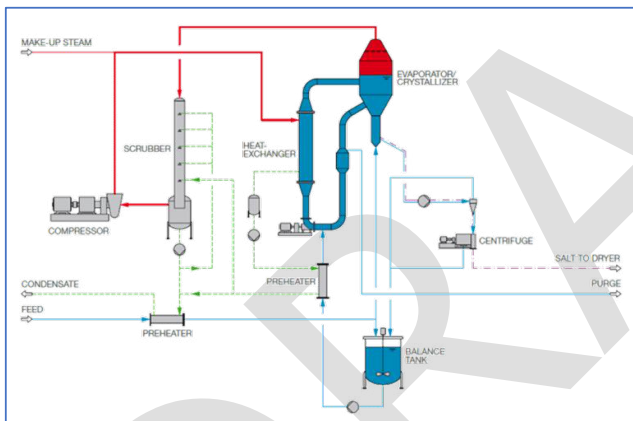 MAKE-UP STEAM
EVAPORATOR/
CRYSTALLIZER
SCRUBBER
HEAT-
EXCHANGER
COMPRESSOR
CENTRIFUGE
SALT TO DRYER
CONDENSATE
PREHEATER
PURGE
FEED
PREHEATER
BALANCE
TANK